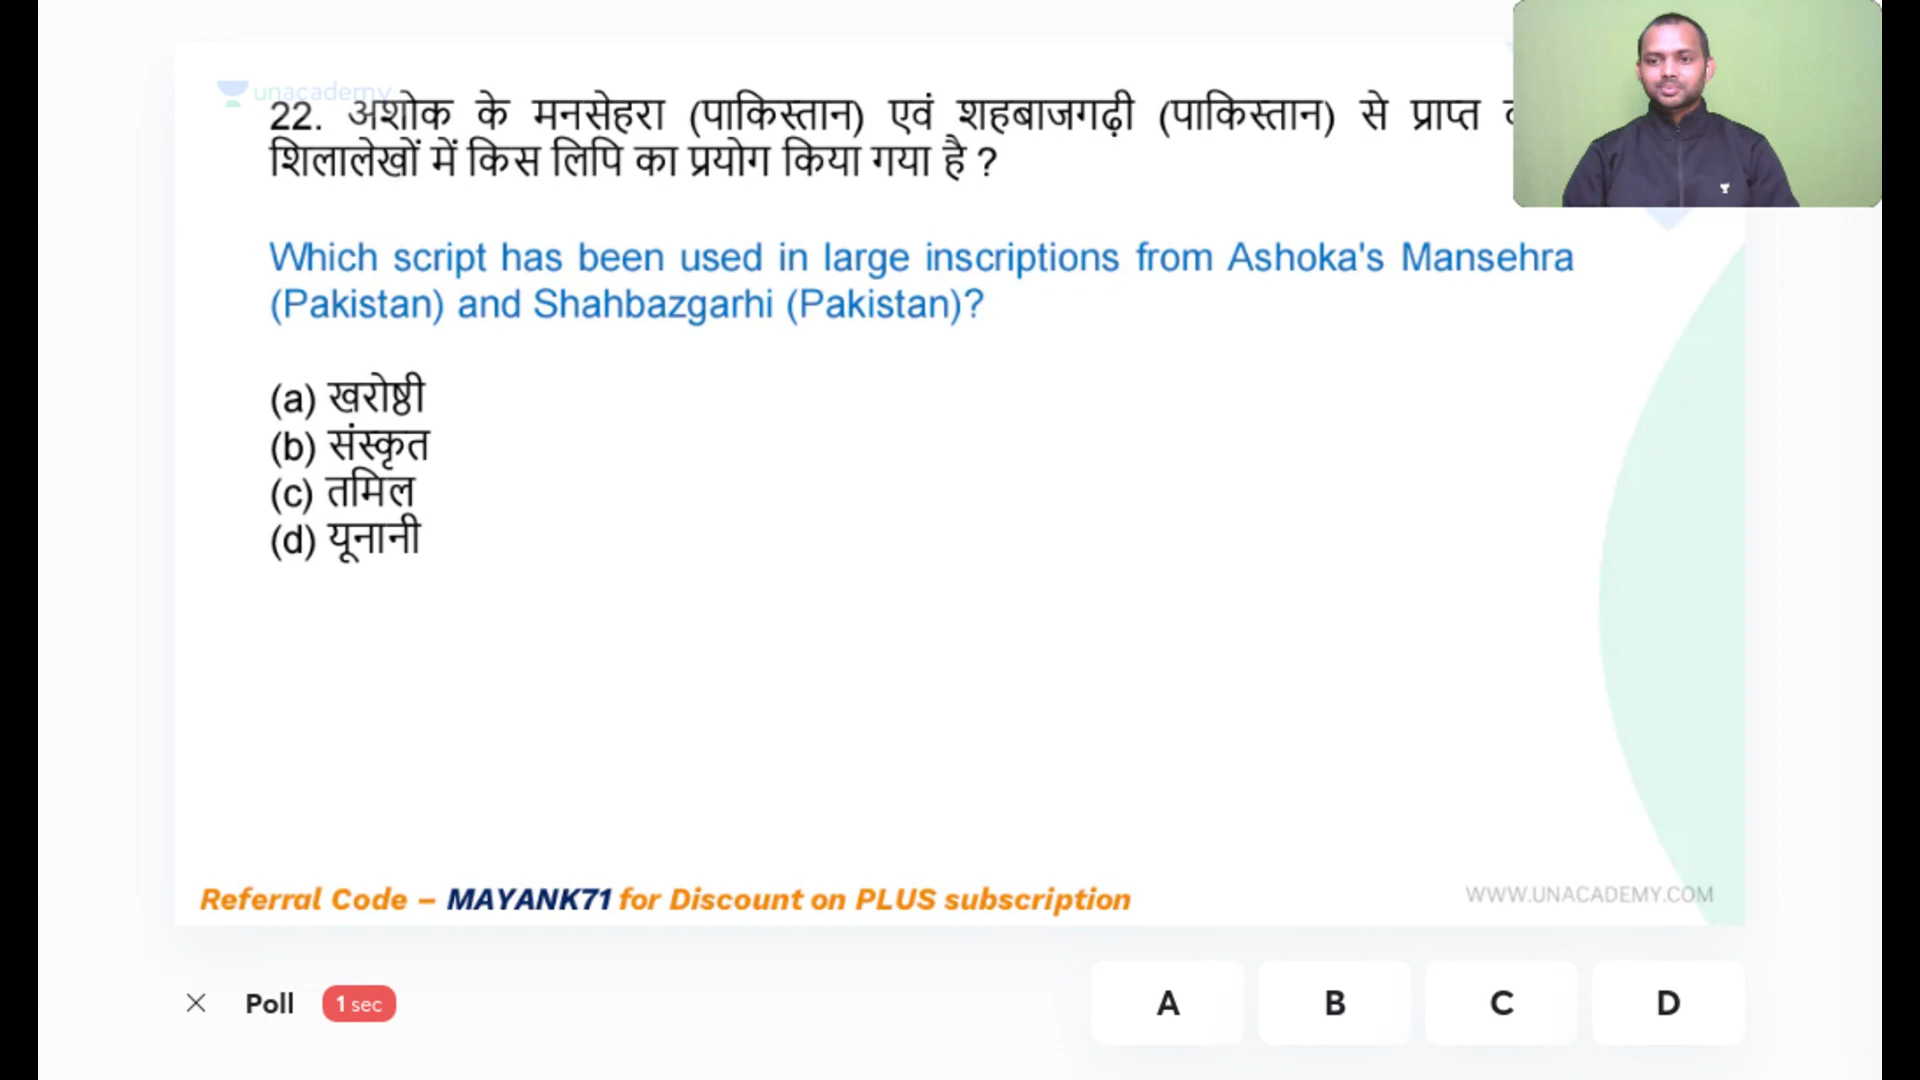 unacademy
22. अशोक के मनसेहरा (पाकिस्तान) एवं शहबाजगढ़ी (पाकिस्तान) से प्राप्त
शिलालेखों में किस लिपि का प्रयोग किया गया है ?
Which script has been used in large inscriptions from Ashoka's Mansehra
(Pakistan) and Shahbazgarhi (Pakistan)?
(a) खरोष्ठी
(b) संस्कृत
(c) तमिल
(d) यूनानी
Referral Code – MAYANK71 for Discount on PLUS subscription
WWW.UNACADEMY.COM
Poll 1 sec A B C D